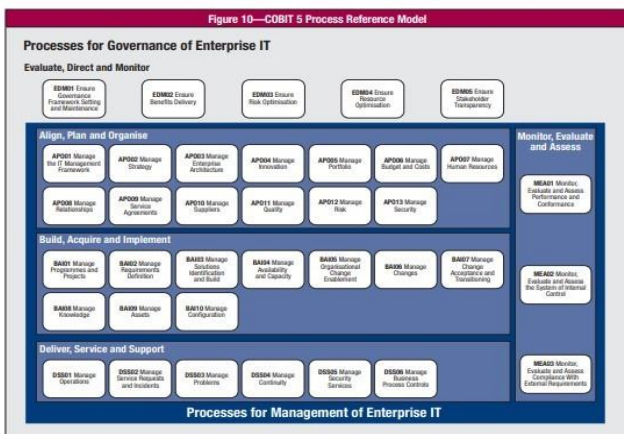 Figure 10—COBIT 5 Process Reference Model
Processes for Governance of Enterprise IT
Evaluate, Direct and Monitor
EDM01 Ensure
Governance
Framework Setting
and Maintenance
EDM02 Ensure
Benefits Delivery
EDM03 Ensure
Risk Optimisation
EDM04 Ensure
Resource
Optimisation
EDM05 Ensure
Stakeholder
Transparency
Align, Plan and Organise
APO01 Manage
the IT Management
Framework
APO02 Manage
Strategy
APO03 Manage
Enterprise
Architecture
APO04 Manage
Innovation
APO05 Manage
Portfolio
APO06 Manage
Budget and Costs
APO07 Manage
Human Resources
APO08 Manage
Relationships
APO09 Manage
Service
Agreements
APO10 Manage
Suppliers
APO11 Manage
Quality
APO12 Manage
Risk
APO13 Manage
Security
Build, Acquire and Implement
BAI01 Manage
Programmes and
Projects
BAI02 Manage
Requirements
Definition
BAI03 Manage
Solutions
Identification
and Build
BAI04 Manage
Availability
and Capacity
BAI05 Manage
Organisational
Change
Enablement
BAI06 Manage
Changes
BAI07 Manage
Change
Acceptance and
Transitioning
BAI08 Manage
Knowledge
BAI09 Manage
Assets
BAI10 Manage
Configuration
Deliver, Service and Support
DSS01 Manage
Operations
DSS02 Manage
Service Requests
and Incidents
DSS03 Manage
Problems
DSS04 Manage
Continuity
DSS05 Manage
Security
Services
DSS06 Manage
Business
Process Controls
Monitor, Evaluate
and Assess
MEA01 Monitor,
Evaluate and Assess
Performance and
Conformance
MEA02 Monitor,
Evaluate and Assess
the System of Internal
Control
MEA03 Monitor,
Evaluate and Assess
Compliance With
External Requirements
Processes for Management of Enterprise IT